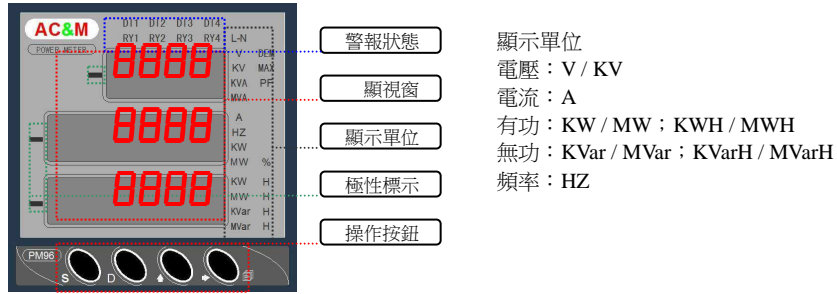 AC&M
POWER METER
DI1 DI2 DI3 DI4
RY1 RY2 RY3 RY4
L-N
V DEM
KV MAX
KVA PF
MVA
8888
A
HZ
KW
MW %
8888
KW H
MW H
KVar H
MVar H
8888
PM96
S D
警報狀態
顯視窗
顯示單位
極性標示
操作按鈕
顯示單位
電壓：V / KV
電流：A
有功：KW / MW；KWH / MWH
無功：KVar / MVar；KVarH / MVarH
頻率：HZ